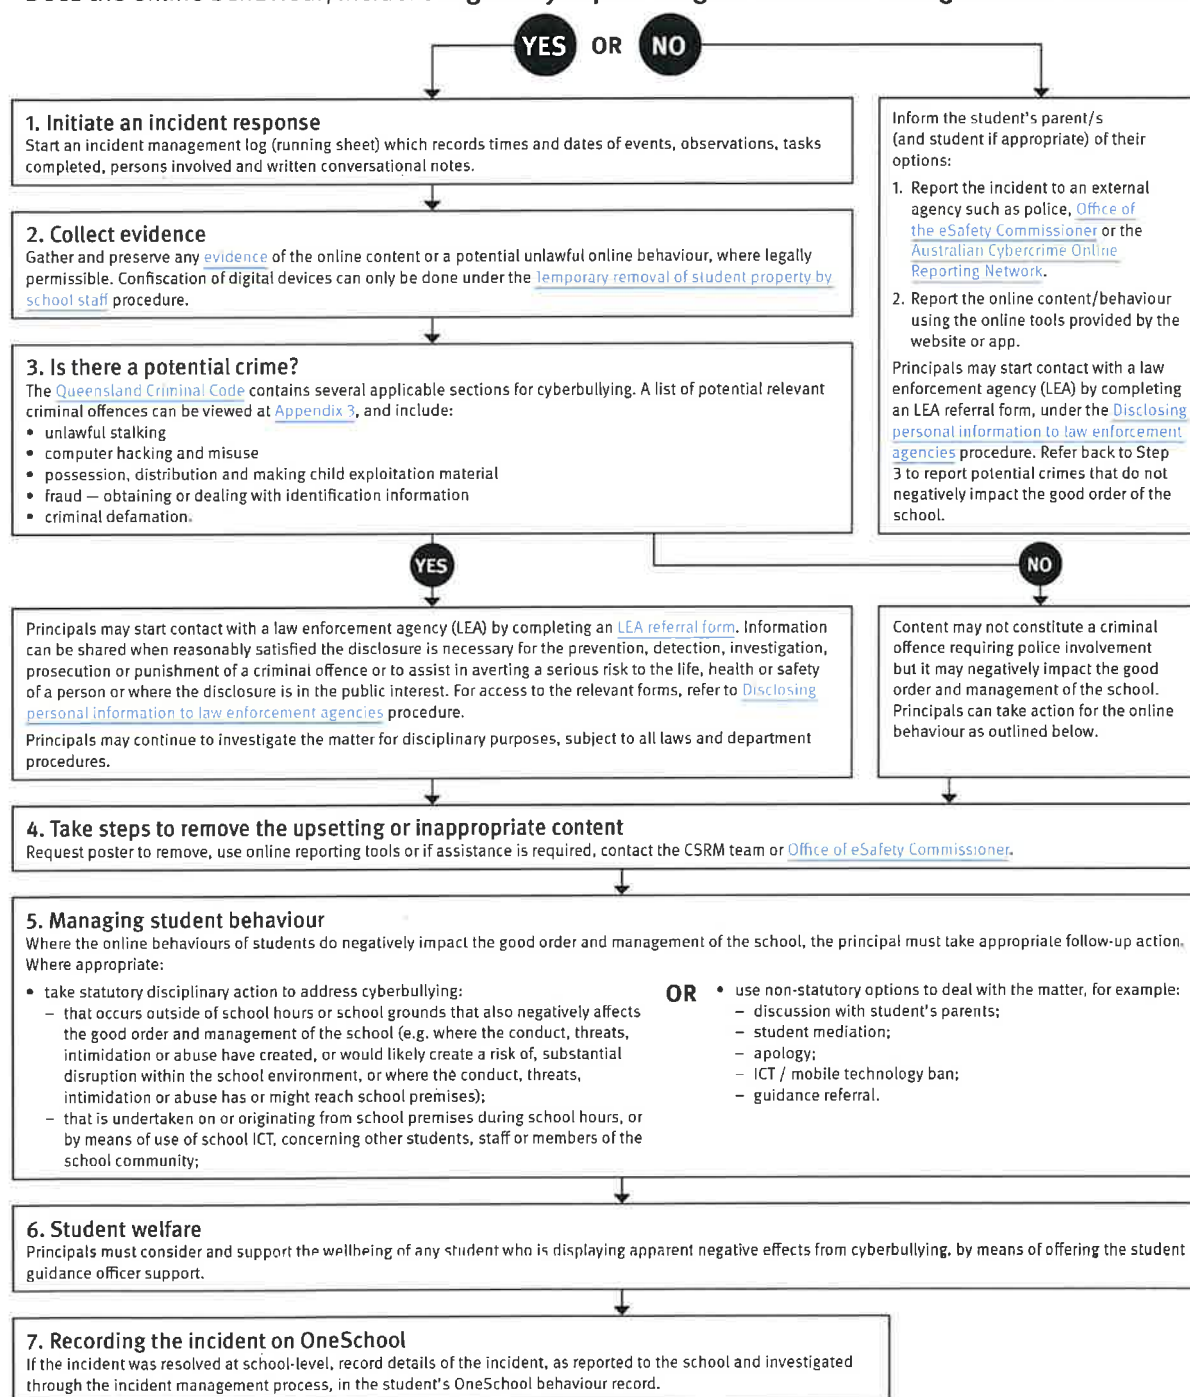 YES OR NO
1. Initiate an incident response
Start an incident management log (running sheet) which records times and dates of events, observations, tasks
completed, persons involved and written conversational notes.
2. Collect evidence
Gather and preserve any evidence of the online content or a potential unlawful online behaviour, where legally
permissible. Confiscation of digital devices can only be done under the Temporary removal of student property by
school staff procedure.
3. Is there a potential crime?
The Queensland Criminal Code contains several applicable sections for cyberbullying. A list of potential relevant
criminal offences can be viewed at Appendix 3, and include:
• unlawful stalking
• computer hacking and misuse
• possession, distribution and making child exploitation material
• fraud — obtaining or dealing with identification information
• criminal defamation.
Inform the student's parent/s
(and student if appropriate) of their
options:
1. Report the incident to an external
agency such as police, Office of
the eSafety Commissioner or the
Australian Cybercrime Online
Reporting Network.
2. Report the online content/behaviour
using the online tools provided by the
website or app.
Principals may start contact with a law
enforcement agency (LEA) by completing
an LEA referral form, under the Disclosing
personal information to law enforcement
agencies procedure. Refer back to Step
3 to report potential crimes that do not
negatively impact the good order of the
school.
YES
NO
Principals may start contact with a law enforcement agency (LEA) by completing an LEA referral form. Information
can be shared when reasonably satisfied the disclosure is necessary for the prevention, detection, investigation,
prosecution or punishment of a criminal offence or to assist in averting a serious risk to the life, health or safety
of a person or where the disclosure is in the public interest. For access to the relevant forms, refer to Disclosing
personal information to law enforcement agencies procedure.
Principals may continue to investigate the matter for disciplinary purposes, subject to all laws and department
procedures.
Content may not constitute a criminal
offence requiring police involvement
but it may negatively impact the good
order and management of the school.
Principals can take action for the online
behaviour as outlined below.
4. Take steps to remove the upsetting or inappropriate content
Request poster to remove, use online reporting tools or if assistance is required, contact the CSRM team or Office of eSafety Commissioner.
5. Managing student behaviour
Where the online behaviours of students do negatively impact the good order and management of the school, the principal must take appropriate follow-up action.
Where appropriate:
• take statutory disciplinary action to address cyberbullying:
– that occurs outside of school hours or school grounds that also negatively affects
the good order and management of the school (e.g. where the conduct, threats,
intimidation or abuse have created, or would likely create a risk of, substantial
disruption within the school environment, or where the conduct, threats,
intimidation or abuse has or might reach school premises);
– that is undertaken on or originating from school premises during school hours, or
by means of use of school ICT, concerning other students, staff or members of the
school community;
OR
• use non-statutory options to deal with the matter, for example:
– discussion with student's parents;
– student mediation;
– apology;
– ICT / mobile technology ban;
– guidance referral.
6. Student welfare
Principals must consider and support the wellbeing of any student who is displaying apparent negative effects from cyberbullying, by means of offering the student
guidance officer support.
7. Recording the incident on OneSchool
If the incident was resolved at school-level, record details of the incident, as reported to the school and investigated
through the incident management process, in the student's OneSchool behaviour record.